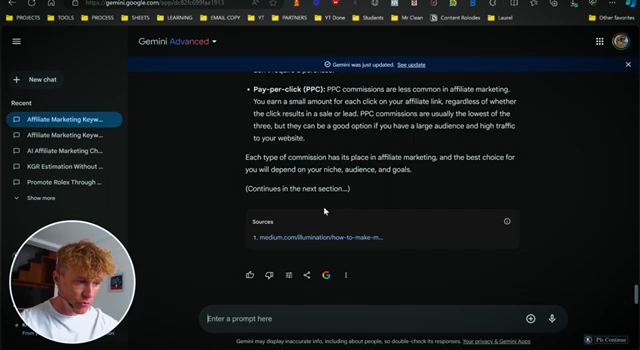 https://gemini.google.com/app/dc82fc699faa1913
PROJECTS
TOOLS
PROCESS
SHEETS
LEARNING
EMAIL COPY
YT
PARTNERS
YT Done
Students
Mr Clean
Content Rolodex
Laurel
Other favorites
Gemini Advanced
Gemini was just updated. See update
New chat
Recent
Affiliate Marketing Keyw...
Affiliate Marketing Keyw...
AI Affiliate Marketing Ch...
KGR Estimation Without ...
Promote Rolex Through ...
Show more
Pay-per-click (PPC): PPC commissions are less common in affiliate marketing.
You earn a small amount for each click on your affiliate link, regardless of whether
the click results in a sale or lead. PPC commissions are usually the lowest of the
three, but they can be a good option if you have a large audience and high traffic
to your website.
Each type of commission has its place in affiliate marketing, and the best choice for
you will depend on your niche, audience, and goals.
(Continues in the next section...)
Sources
1. medium.com/illumination/how-to-make-m...
Enter a prompt here
K Pls Continue
Gemini may display inaccurate info, including about people, so double-check its responses. Your privacy & Gemini Apps